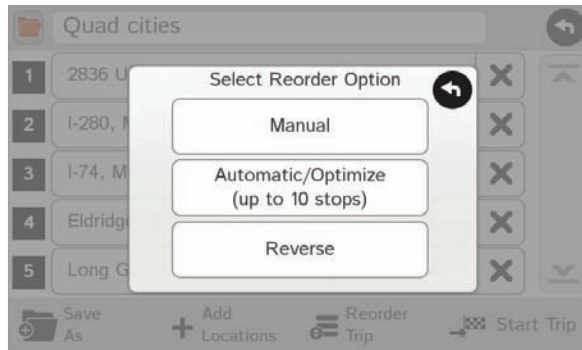 Quad cities
Select Reorder Option
1 2836 U
Manual
2 I-280, M
Automatic/Optimize
(up to 10 stops)
3 I-74, M
4 Eldridge
Reverse
5 Long G
Save As
Add Locations
Reorder Trip
Start Trip